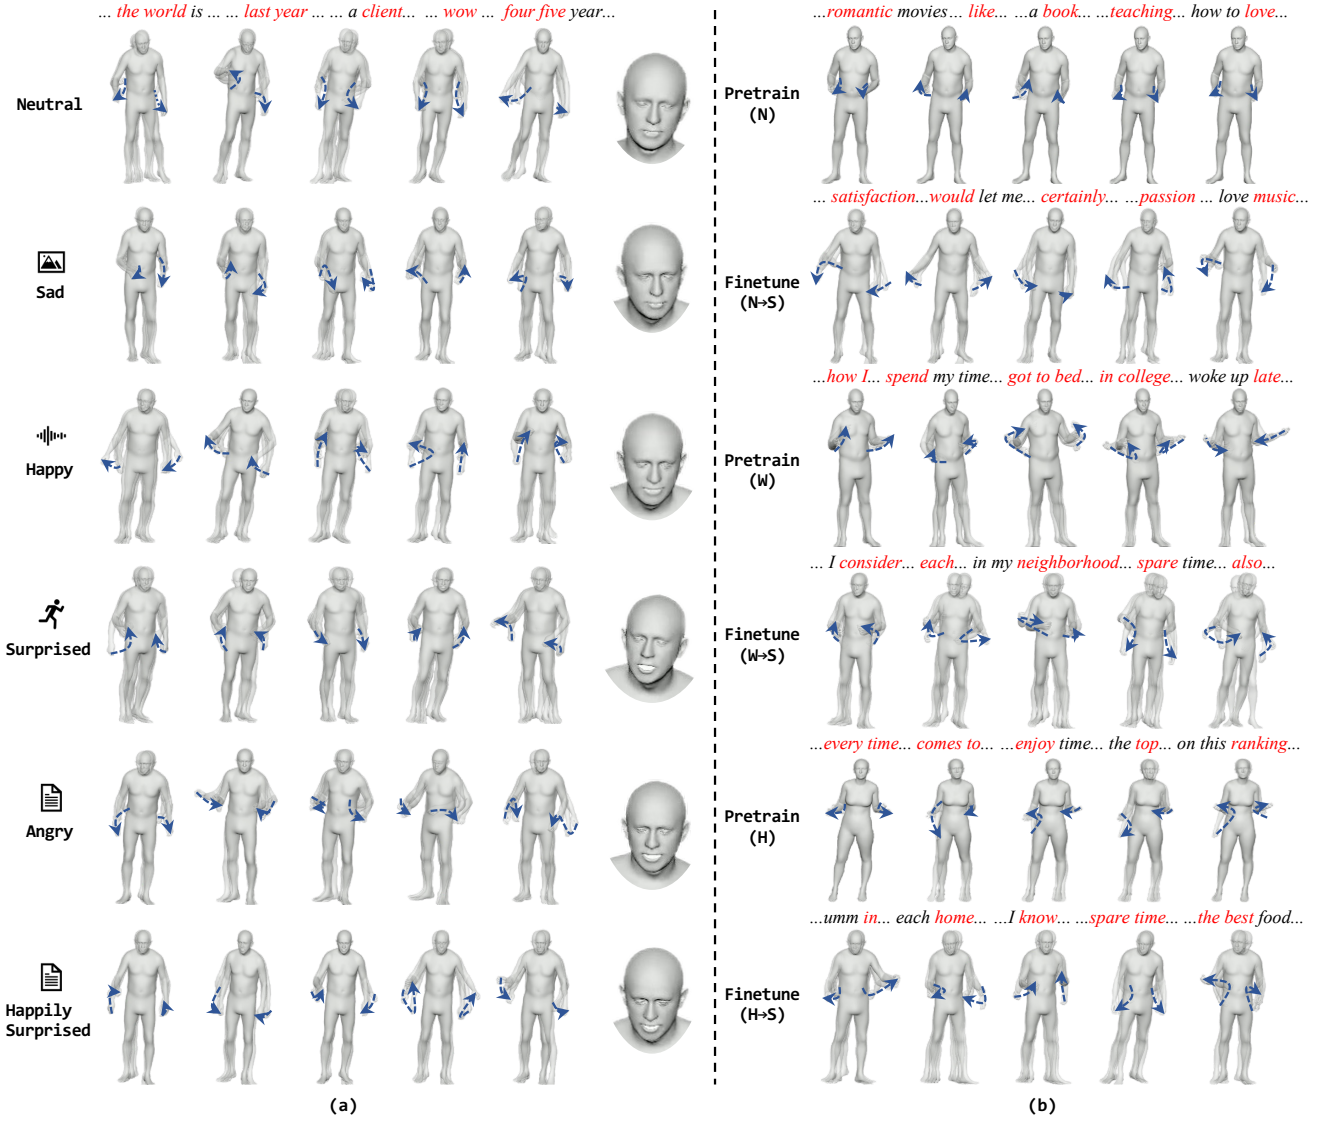 ... the world is ... ... last year ... ... a client... ... wow ... four five year...
Neutral
Sad
Happy
Surprised
Angry
Happily
Surprised
(a)
...romantic movies... like... ...a book... ...teaching... how to love...
Pretrain
(N)
... satisfaction...would let me... certainly... ...passion ... love music...
Finetune
(N→S)
...how I... spend my time... got to bed... in college... woke up late...
Pretrain
(W)
... I consider... each... in my neighborhood... spare time... also...
Finetune
(W→S)
...every time... comes to... ...enjoy time... the top... on this ranking...
Pretrain
(H)
...umm in... each home... ...I know... ...spare time... ...the best food...
Finetune
(H→S)
(b)